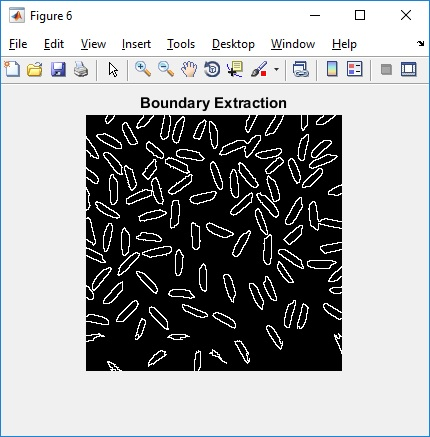 Figure 6
File Edit View Insert Tools Desktop Window Help
Boundary Extraction